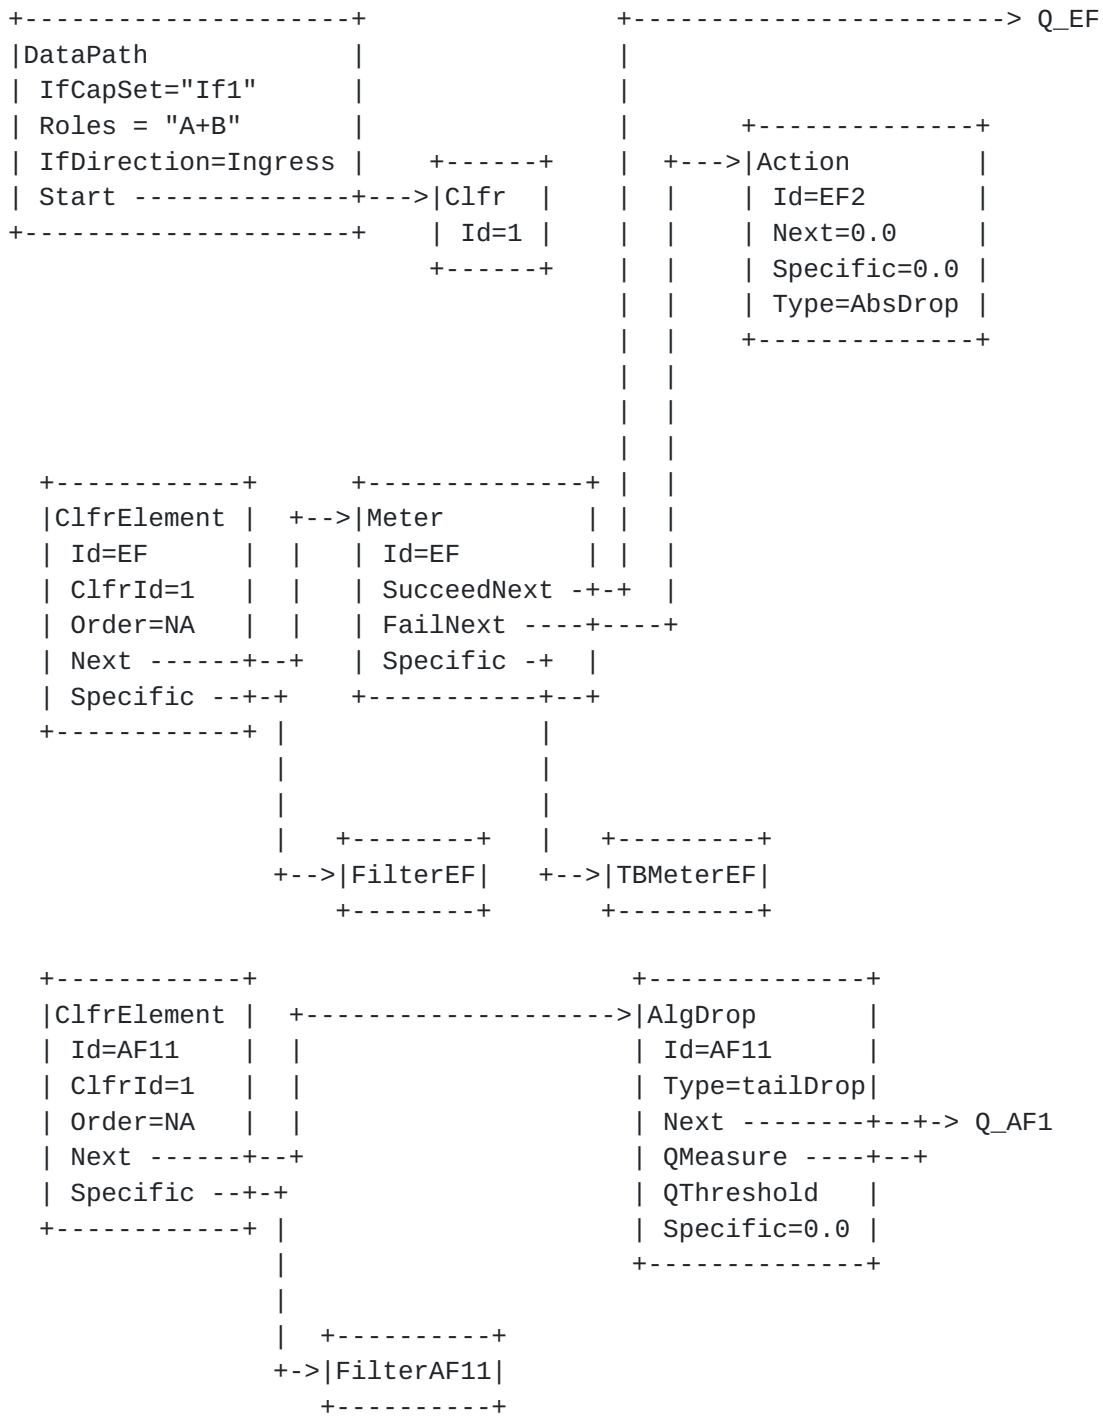 +---------------------+                +------------------------> Q_EF
|DataPath             |                |
| IfCapSet="If1"      |                |
| Roles = "A+B"       |                |       +--------------+
| IfDirection=Ingress |    +------+    |  +--->|Action        |
| Start --------------+--->|Clfr  |    |  |    | Id=EF2       |
+---------------------+    | Id=1 |    |  |    | Next=0.0     |
                           +------+    |  |    | Specific=0.0 |
                                       |  |    | Type=AbsDrop |
                                       |  |    +--------------+
                                       |  |
                                       |  |
                                       |  |
  +------------+      +--------------+ |  |
  |ClfrElement |  +-->|Meter         | |  |
  | Id=EF      |  |   | Id=EF        | |  |
  | ClfrId=1   |  |   | SucceedNext -+-+  |
  | Order=NA   |  |   | FailNext ----+----+
  | Next ------+--+   | Specific -+  |
  | Specific --+-+    +-----------+--+
  +------------+ |                |
                 |                |
                 |                |
                 |   +--------+   |   +---------+
                 +-->|FilterEF|   +-->|TBMeterEF|
                     +--------+       +---------+

  +------------+                        +--------------+
  |ClfrElement |  +-------------------->|AlgDrop       |
  | Id=AF11    |  |                     | Id=AF11      |
  | ClfrId=1   |  |                     | Type=tailDrop|
  | Order=NA   |  |                     | Next --------+--+-> Q_AF1
  | Next ------+--+                     | QMeasure ----+--+
  | Specific --+-+                      | QThreshold   |
  +------------+ |                      | Specific=0.0 |
                 |                      +--------------+
                 |
                 |  +----------+
                 +->|FilterAF11|
                    +----------+